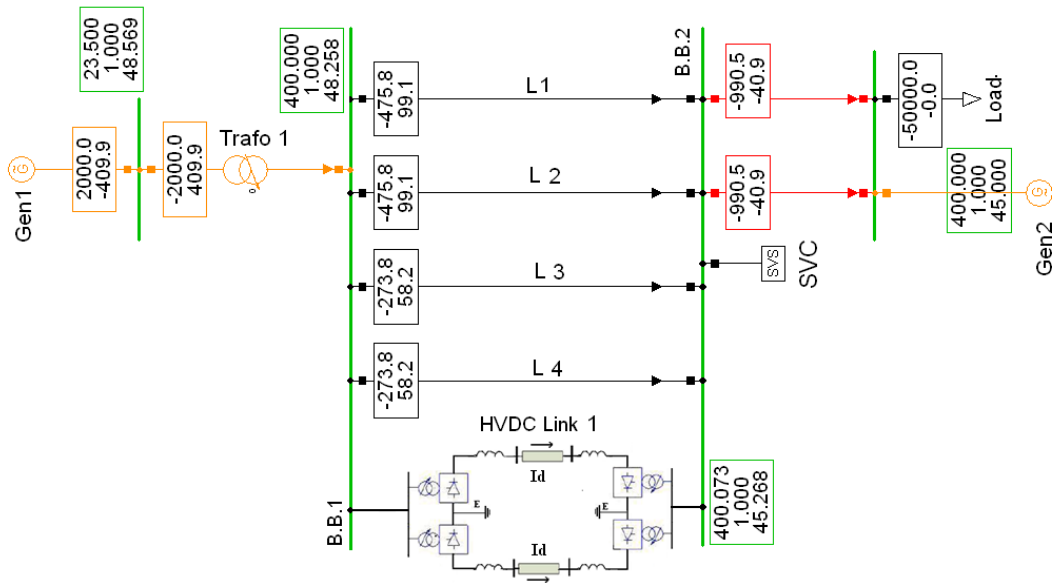 23.500
1.000
48.569
Gen1
2000.0
-409.9
-2000.0
409.9
Trafo 1
0
400.000
1.000
48.258
-475.8
99.1
L1
B.B.2
-990.5
-40.9
-50000.0
-0.0
Load
-475.8
99.1
L 2
-990.5
-40.9
400.000
1.000
45.000
G
G
Gen2
-273.8
58.2
L 3
SVS
SVC
-273.8
58.2
L 4
HVDC Link 1
Id
E
E
Id
B.B.1
400.073
1.000
45.268